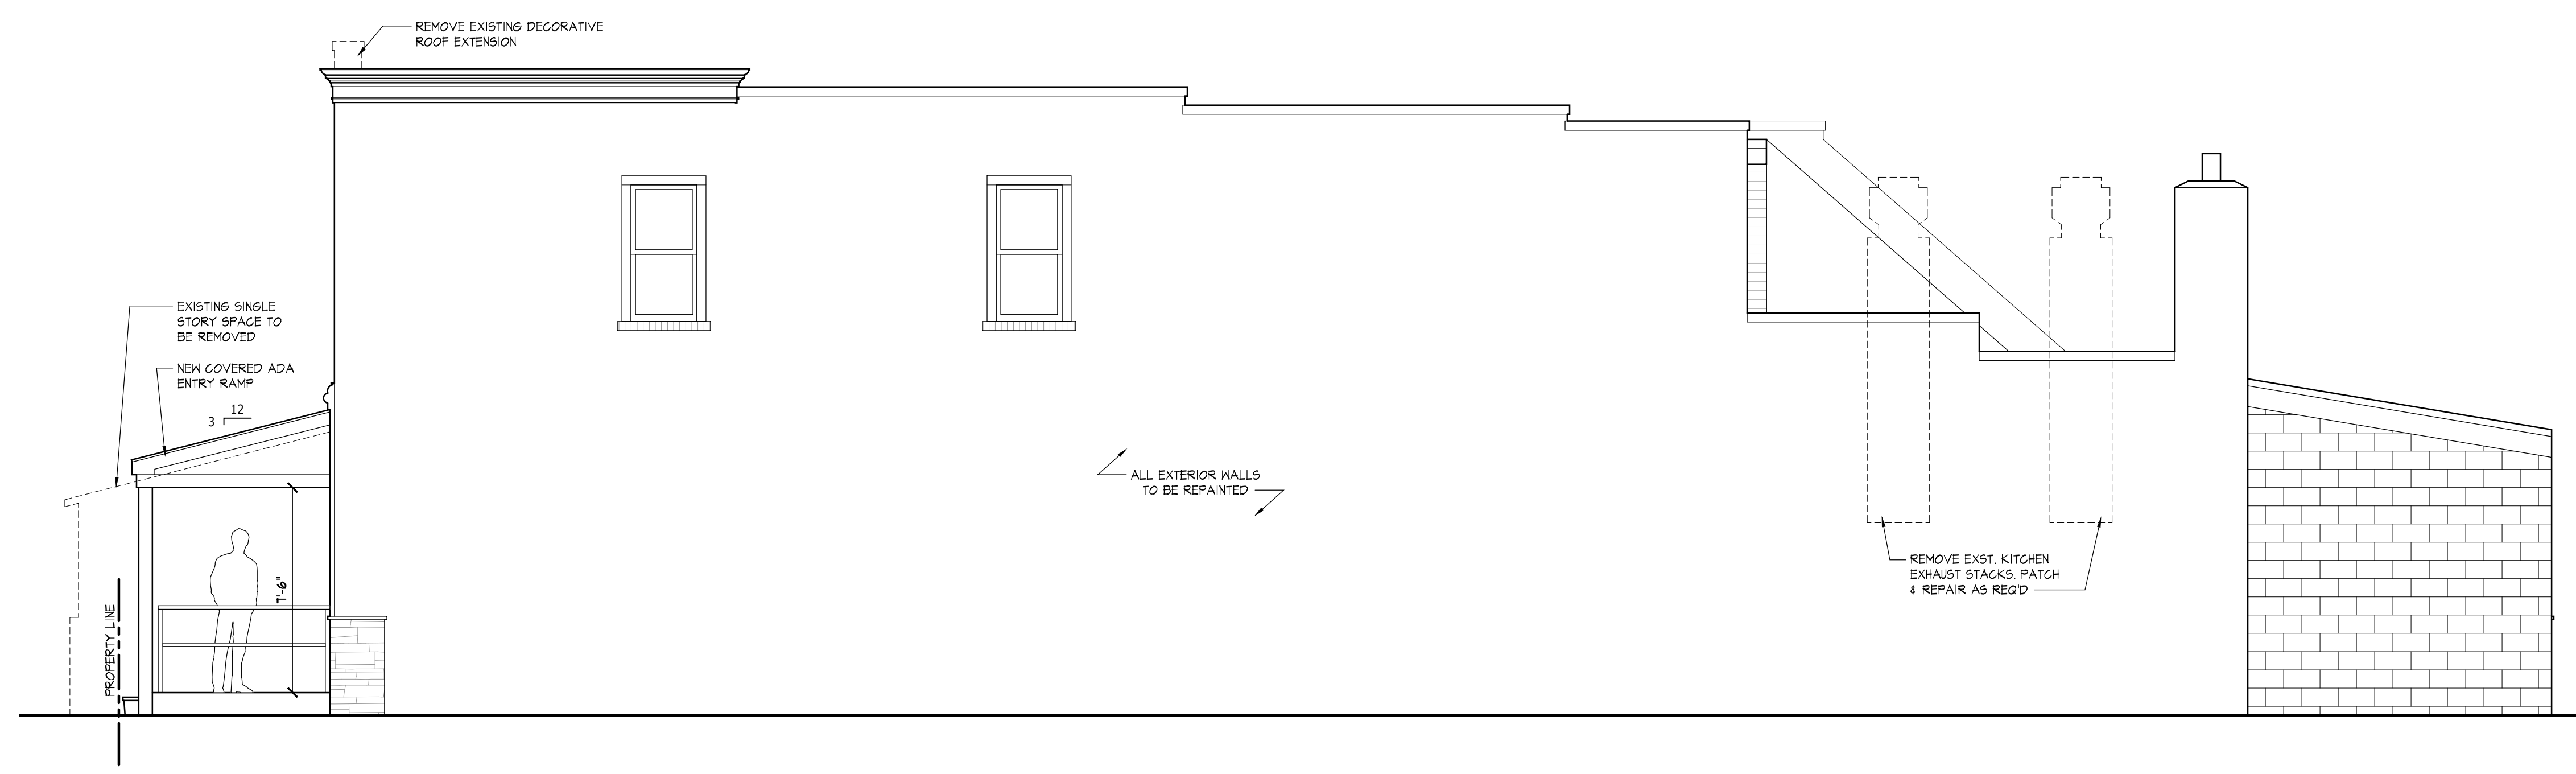 REMOVE EXISTING DECORATIVE
ROOF EXTENSION
EXISTING SINGLE
STORY SPACE TO
BE REMOVED
NEW COVERED ADA
ENTRY RAMP
12
3
ALL EXTERIOR WALLS
TO BE REPAINTED
REMOVE EXST. KITCHEN
EXHAUST STACKS. PATCH
& REPAIR AS REQ'D
7'-6"
PROPERTY LINE